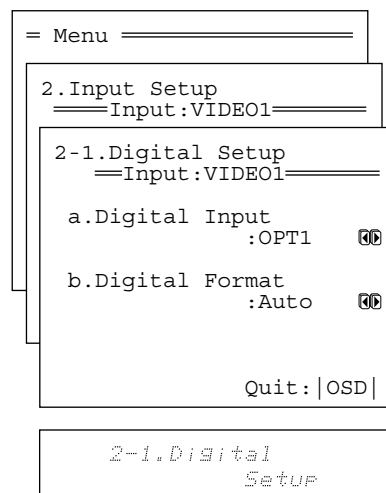 Menu
2.Input Setup
Input:VIDEO1
2-1.Digital Setup
Input:VIDEO1
a.Digital Input
:OPT1
b.Digital Format
:Auto
Quit:|OSD|
2-1.Digital
Setup